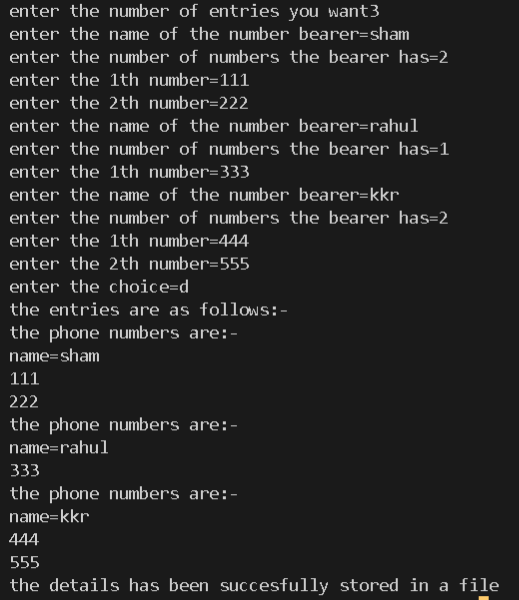 enter the number of entries you want3
enter the name of the number bearer=sham
enter the number of numbers the bearer has=2
enter the 1th number=111
enter the 2th number=222
enter the name of the number bearer=rahul
enter the number of numbers the bearer has=1
enter the 1th number=333
enter the name of the number bearer=kkr
enter the number of numbers the bearer has=2
enter the 1th number=444
enter the 2th number=555
enter the choice=d
the entries are as follows:-
the phone numbers are:-
name=sham
111
222
the phone numbers are:-
name=rahul
333
the phone numbers are:-
name=kkr
444
555
the details has been succesfully stored in a file